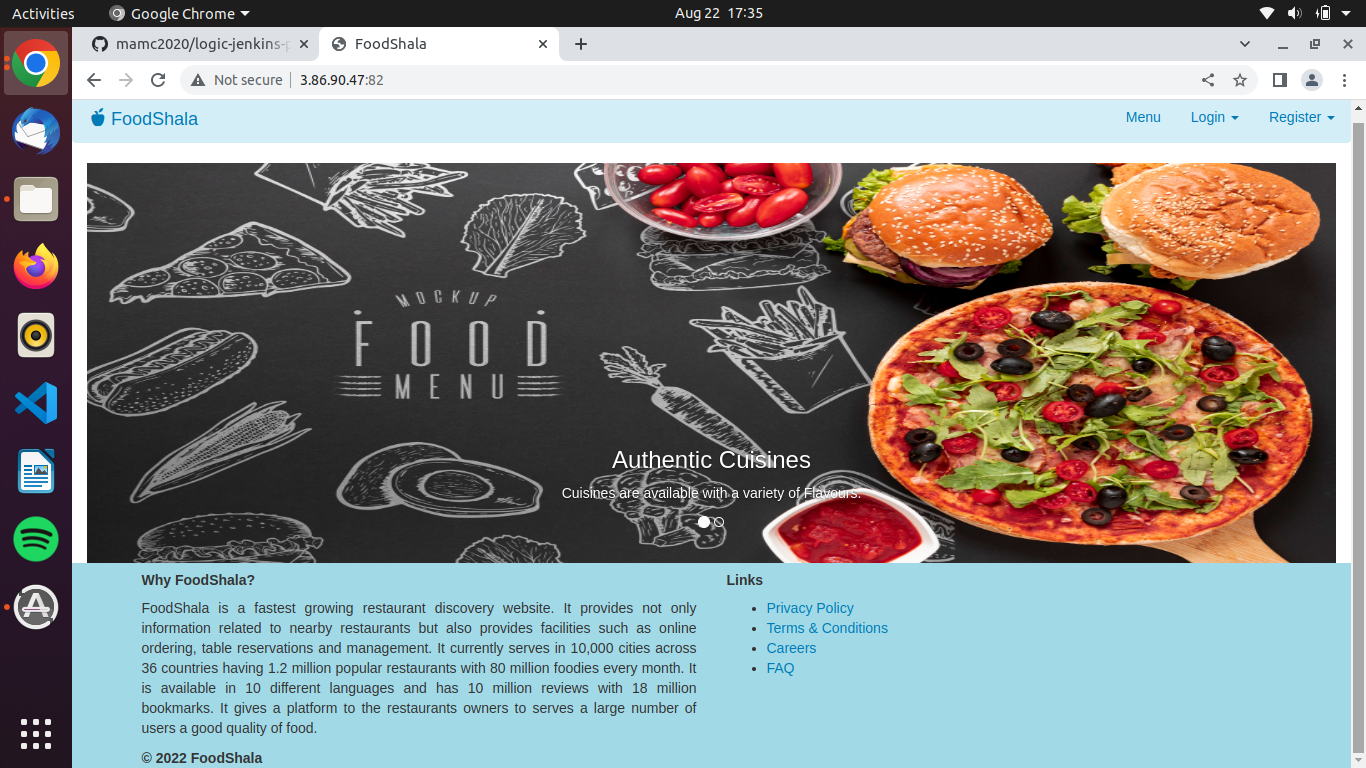 Activities
Google Chrome
Aug 22 17:35
mamc2020/logic-jenkins-p
FoodShala
Not secure
3.86.90.47:82
FoodShala
Menu
Login
Register
MOCKUP
FOOD
MENU
Authentic Cuisines
Cuisines are available with a variety of Flavours.
Why FoodShala?
FoodShala is a fastest growing restaurant discovery website. It provides not only
information related to nearby restaurants but also provides facilities such as online
ordering, table reservations and management. It currently serves in 10,000 cities across
36 countries having 1.2 million popular restaurants with 80 million foodies every month. It
is available in 10 different languages and has 10 million reviews with 18 million
bookmarks. It gives a platform to the restaurants owners to serves a large number of
users a good quality of food.
© 2022 FoodShala
Links
Privacy Policy
Terms & Conditions
Careers
FAQ